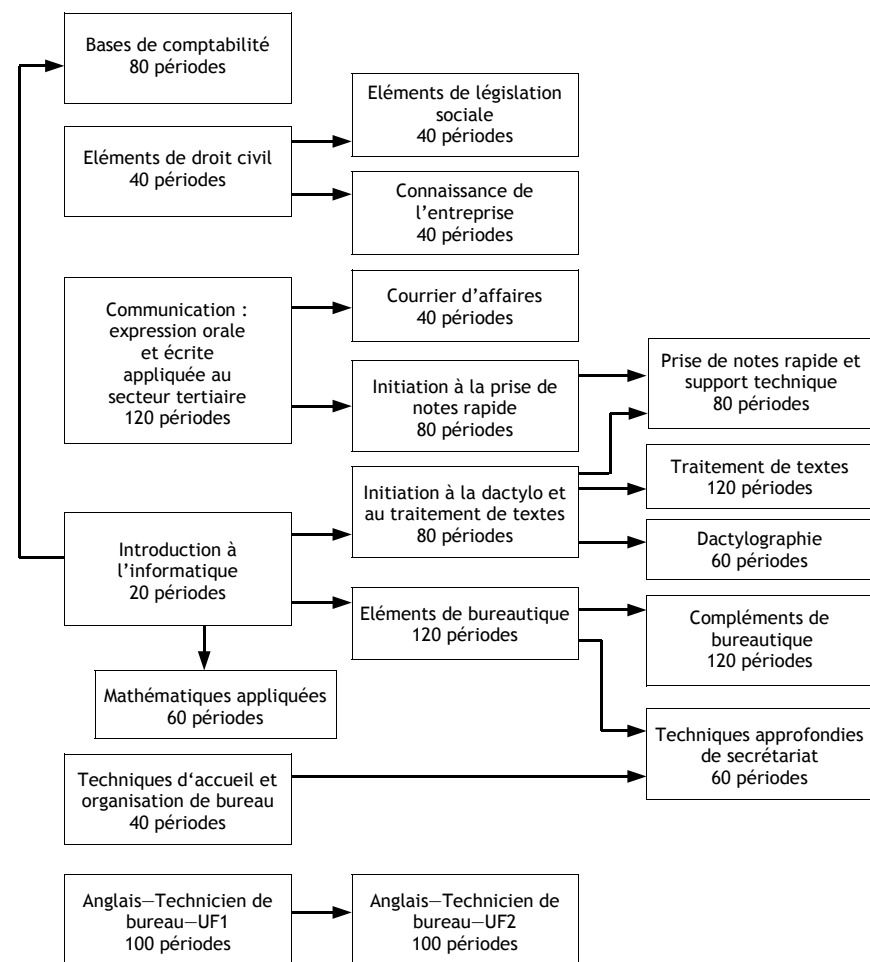 Bases de comptabilité
80 périodes
Eléments de législation
sociale
40 périodes
Eléments de droit civil
40 périodes
Connaissance de
l’entreprise
40 périodes
Communication :
expression orale
et écrite
appliquée au
secteur tertiaire
120 périodes
Courrier d’affaires
40 périodes
Initiation à la prise de
notes rapide
80 périodes
Prise de notes rapide et
support technique
80 périodes
Traitement de textes
120 périodes
Initiation à la dactylo et
au traitement de textes
80 périodes
Dactylographie
60 périodes
Introduction à
l’informatique
20 périodes
Eléments de bureautique
120 périodes
Compléments de
bureautique
120 périodes
Mathématiques appliquées
60 périodes
Techniques approfondies
de secrétariat
60 périodes
Techniques d‘accueil et
organisation de bureau
40 périodes
Anglais—Technicien de
bureau—UF1
100 périodes
Anglais—Technicien de
bureau—UF2
100 périodes